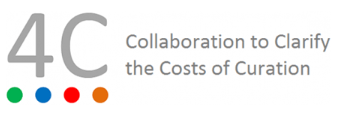 4C
Collaboration to Clarify
the Costs of Curation